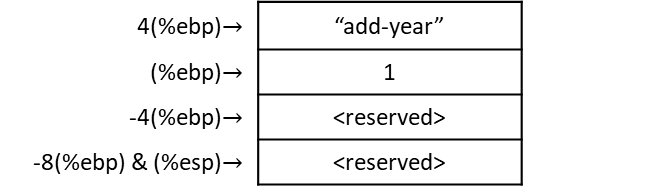 4(%ebp)→ “add-year”
(%ebp)→ 1
-4(%ebp)→ <reserved>
-8(%ebp) & (%esp)→ <reserved>